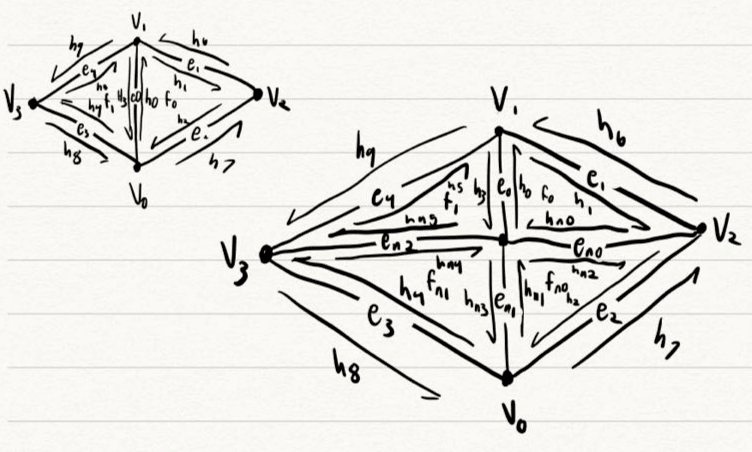 V1
h9 h6
e4 e1
h1
V3 h4 f1 h3 e0 h0 f0 V2
h2
e3
h8 h7
V0
V1
h9 h6
e4 h5 f1 h3 e0 h0 f0 h1 e1
hn5 hn0
V3 en2 en0 V2
hn4 hn2
h4 fn1 hn3 en1 hn1 fn0 h2
e3 e2
h8 h7
V0